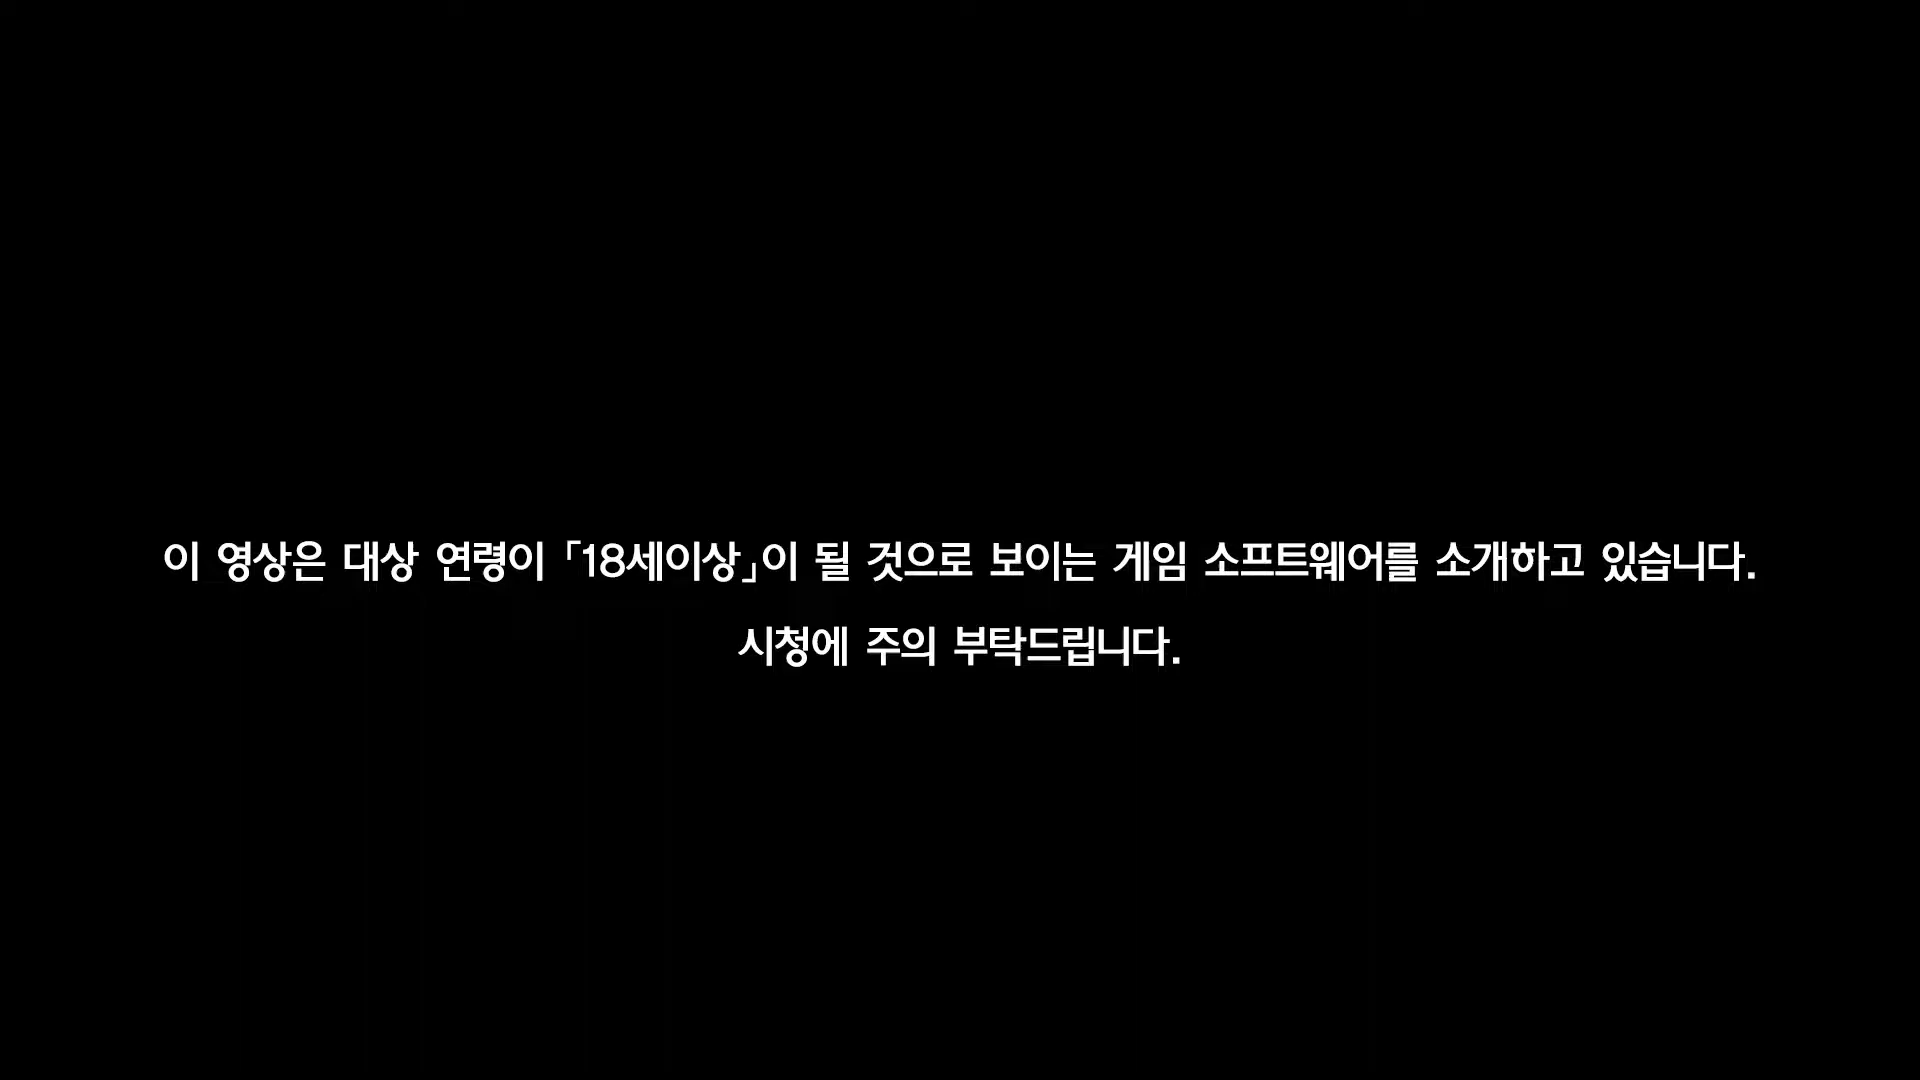 이 영상은 대상 연령이 「18세이상」이 될 것으로 보이는 게임 소프트웨어를 소개하고 있습니다.
시청에 주의 부탁드립니다.